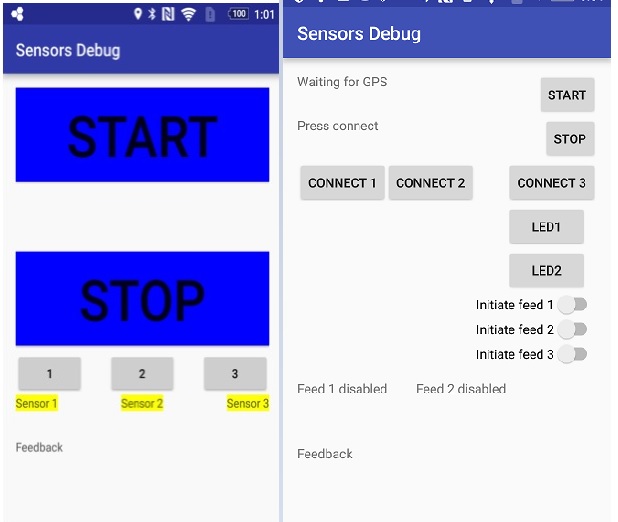 100 1:01
Sensors Debug
START
STOP
1 2 3
Sensor 1 Sensor 2 Sensor 3
Feedback
Sensors Debug
Waiting for GPS START
Press connect STOP
CONNECT 1 CONNECT 2 CONNECT 3
LED1
LED2
Initiate feed 1
Initiate feed 2
Initiate feed 3
Feed 1 disabled Feed 2 disabled
Feedback